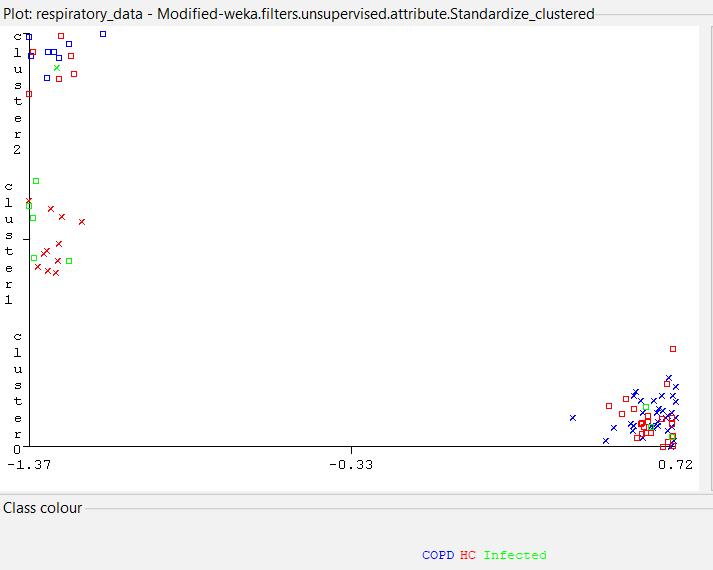 Plot: respiratory_data - Modified-weka.filters.unsupervised.attribute.Standardize_clustered
cluster2
cluster1
cluster0
-1.37 -0.33 0.72
Class colour
COPD HC Infected